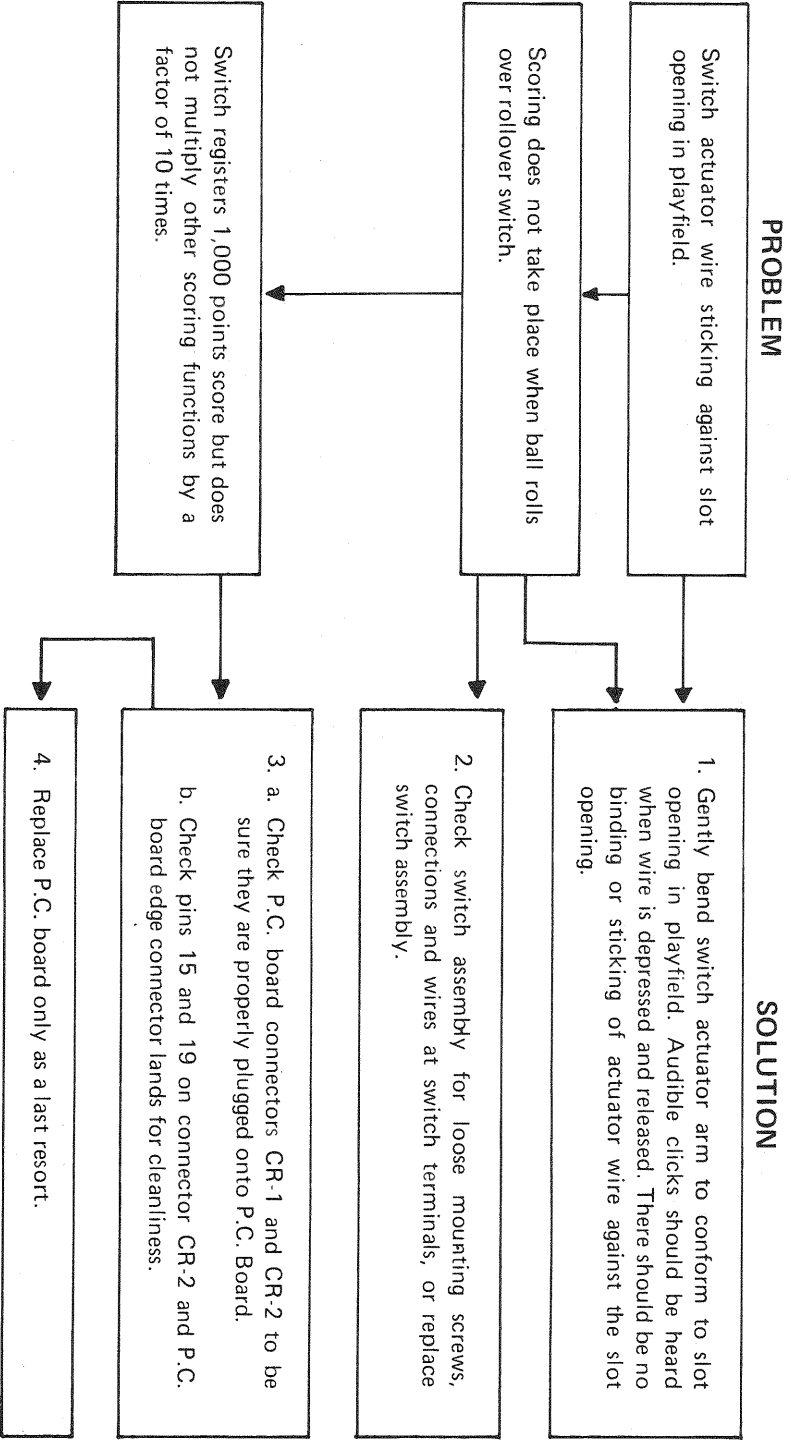 PROBLEM
Switch actuator wire sticking against slot
opening in playfield.
Scoring does not take place when ball rolls
over rollover switch.
Switch registers 1,000 points score but does
not multiply other scoring functions by a
factor of 10 times.
SOLUTION
1. Gently bend switch actuator arm to conform to slot
opening in playfield. Audible clicks should be heard
when wire is depressed and released. There should be no
binding or sticking of actuator wire against the slot
opening.
2. Check switch assembly for loose mounting screws,
connections and wires at switch terminals, or replace
switch assembly.
3. a. Check P.C. board connectors CR-1 and CR-2 to be
sure they are properly plugged onto P.C. Board.
b. Check pins 15 and 19 on connector CR-2 and P.C.
board edge connector lands for cleanliness.
4. Replace P.C. board only as a last resort.